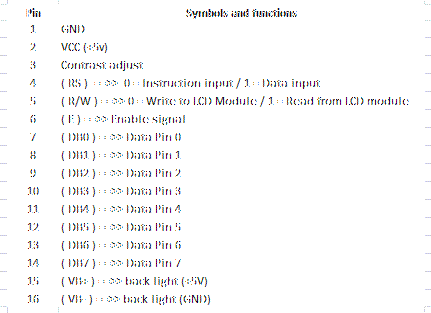 Pin Symbols and functions
1 GND
2 VCC (+5v)
3 Contrast adjust
4 ( RS ) ==>> 0 = Instruction input / 1 = Data input
5 ( R/W ) ==>> 0 = Write to LCD Module / 1 = Read from LCD module
6 ( E ) ==>> Enable signal
7 ( DB0 ) ==>> Data Pin 0
8 ( DB1 ) ==>> Data Pin 1
9 ( DB2 ) ==>> Data Pin 2
10 ( DB3 ) ==>> Data Pin 3
11 ( DB4 ) ==>> Data Pin 4
12 ( DB5 ) ==>> Data Pin 5
13 ( DB6 ) ==>> Data Pin 6
14 ( DB7 ) ==>> Data Pin 7
15 ( VB+ ) ==>> back light (+5V)
16 ( VB- ) ==>> back light (GND)